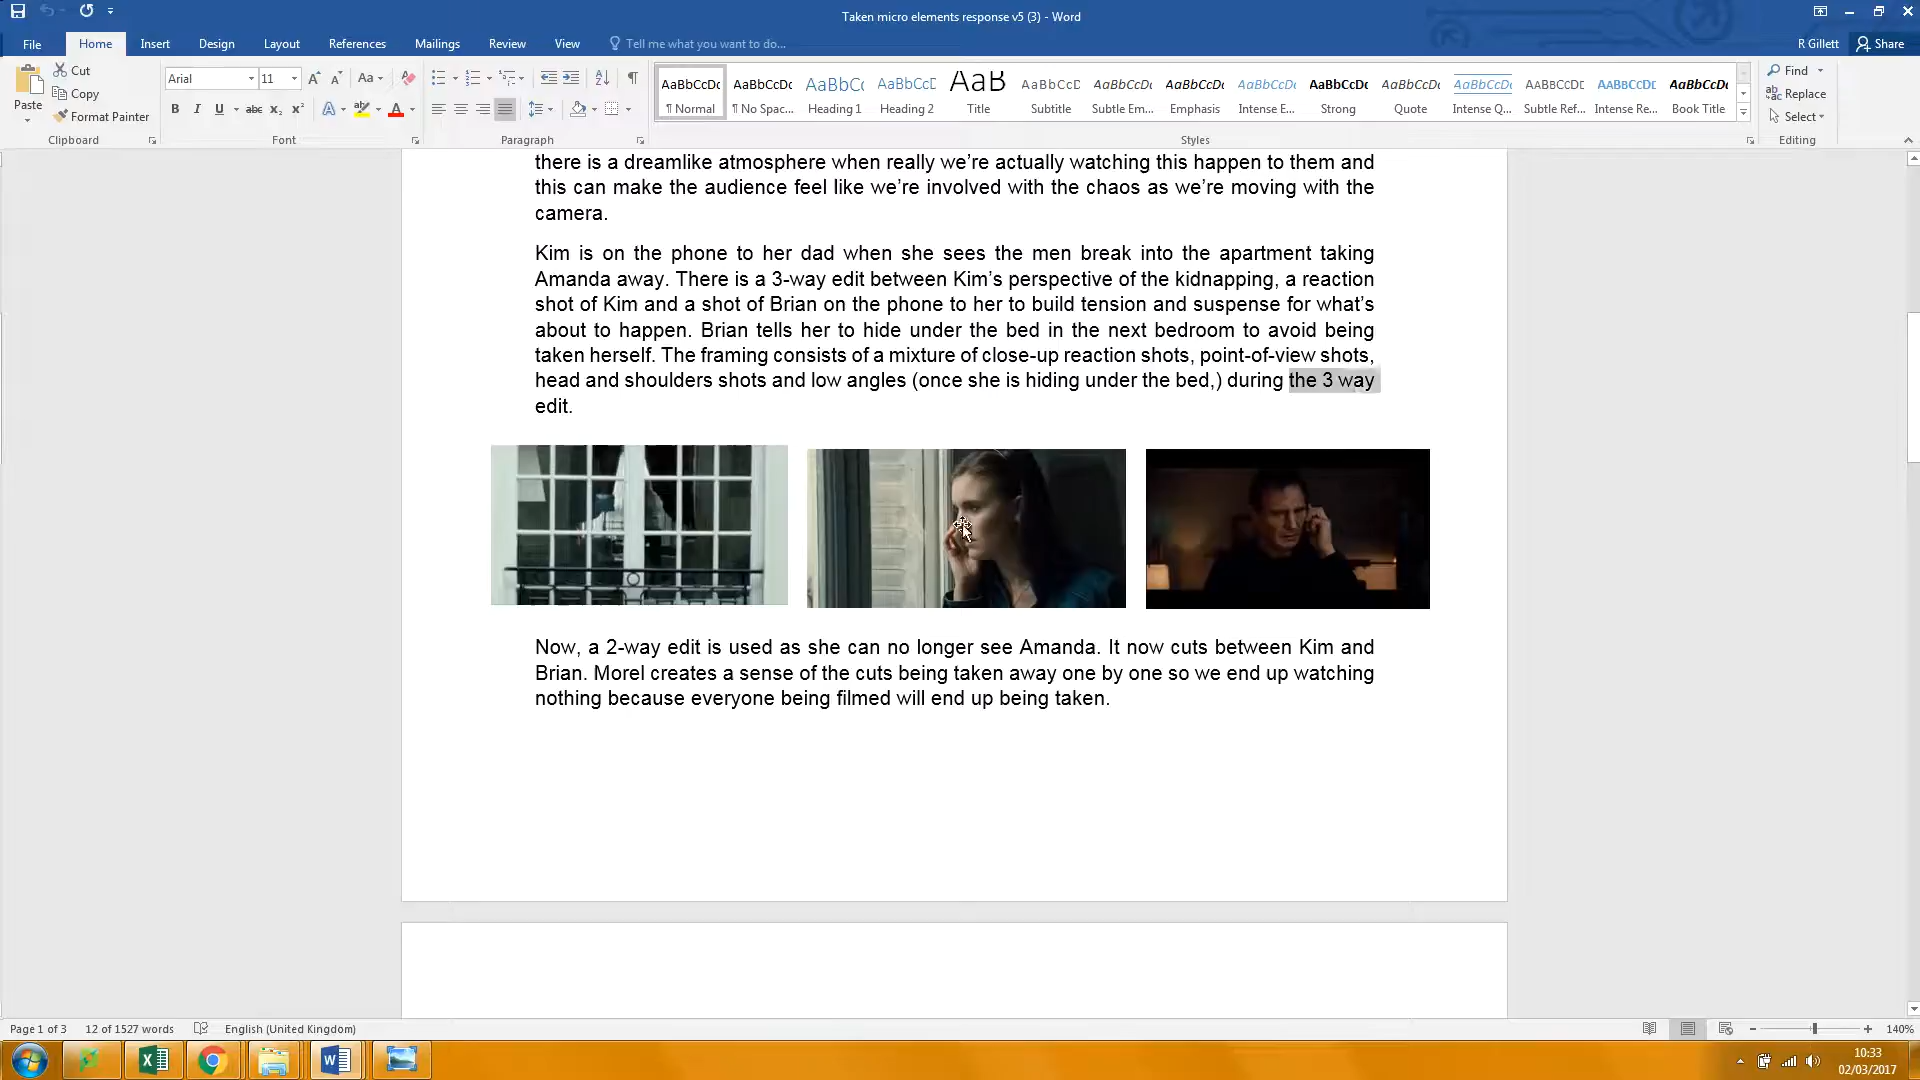 Taken micro elements response v5 (3) - Word
File Home Insert Design Layout References Mailings Review View Tell me what you want to do... R Gillett Share
Paste Cut Copy Format Painter Clipboard
Arial 11 Aa Font
Paragraph
AaBbCcDc AaBbCcDc AaBbCc AaBbCcD AaB AaBbCcD AaBbCcDc AaBbCcDc AaBbCcDc AaBbCcDc AaBbCcDc AaBbCcDc AaBbCcDd AaBbCcDd AaBbCcDc
¶ Normal ¶ No Spac... Heading 1 Heading 2 Title Subtitle Subtle Em... Emphasis Intense E... Strong Quote Intense Q... Subtle Ref... Intense Re... Book Title
Styles
Find
Replace
Select
Editing
there is a dreamlike atmosphere when really we’re actually watching this happen to them and
this can make the audience feel like we’re involved with the chaos as we’re moving with the
camera.
Kim is on the phone to her dad when she sees the men break into the apartment taking
Amanda away. There is a 3-way edit between Kim’s perspective of the kidnapping, a reaction
shot of Kim and a shot of Brian on the phone to her to build tension and suspense for what’s
about to happen. Brian tells her to hide under the bed in the next bedroom to avoid being
taken herself. The framing consists of a mixture of close-up reaction shots, point-of-view shots,
head and shoulders shots and low angles (once she is hiding under the bed,) during the 3 way
edit.
Now, a 2-way edit is used as she can no longer see Amanda. It now cuts between Kim and
Brian. Morel creates a sense of the cuts being taken away one by one so we end up watching
nothing because everyone being filmed will end up being taken.
Page 1 of 3 12 of 1527 words English (United Kingdom) 140%
10:33
02/03/2017